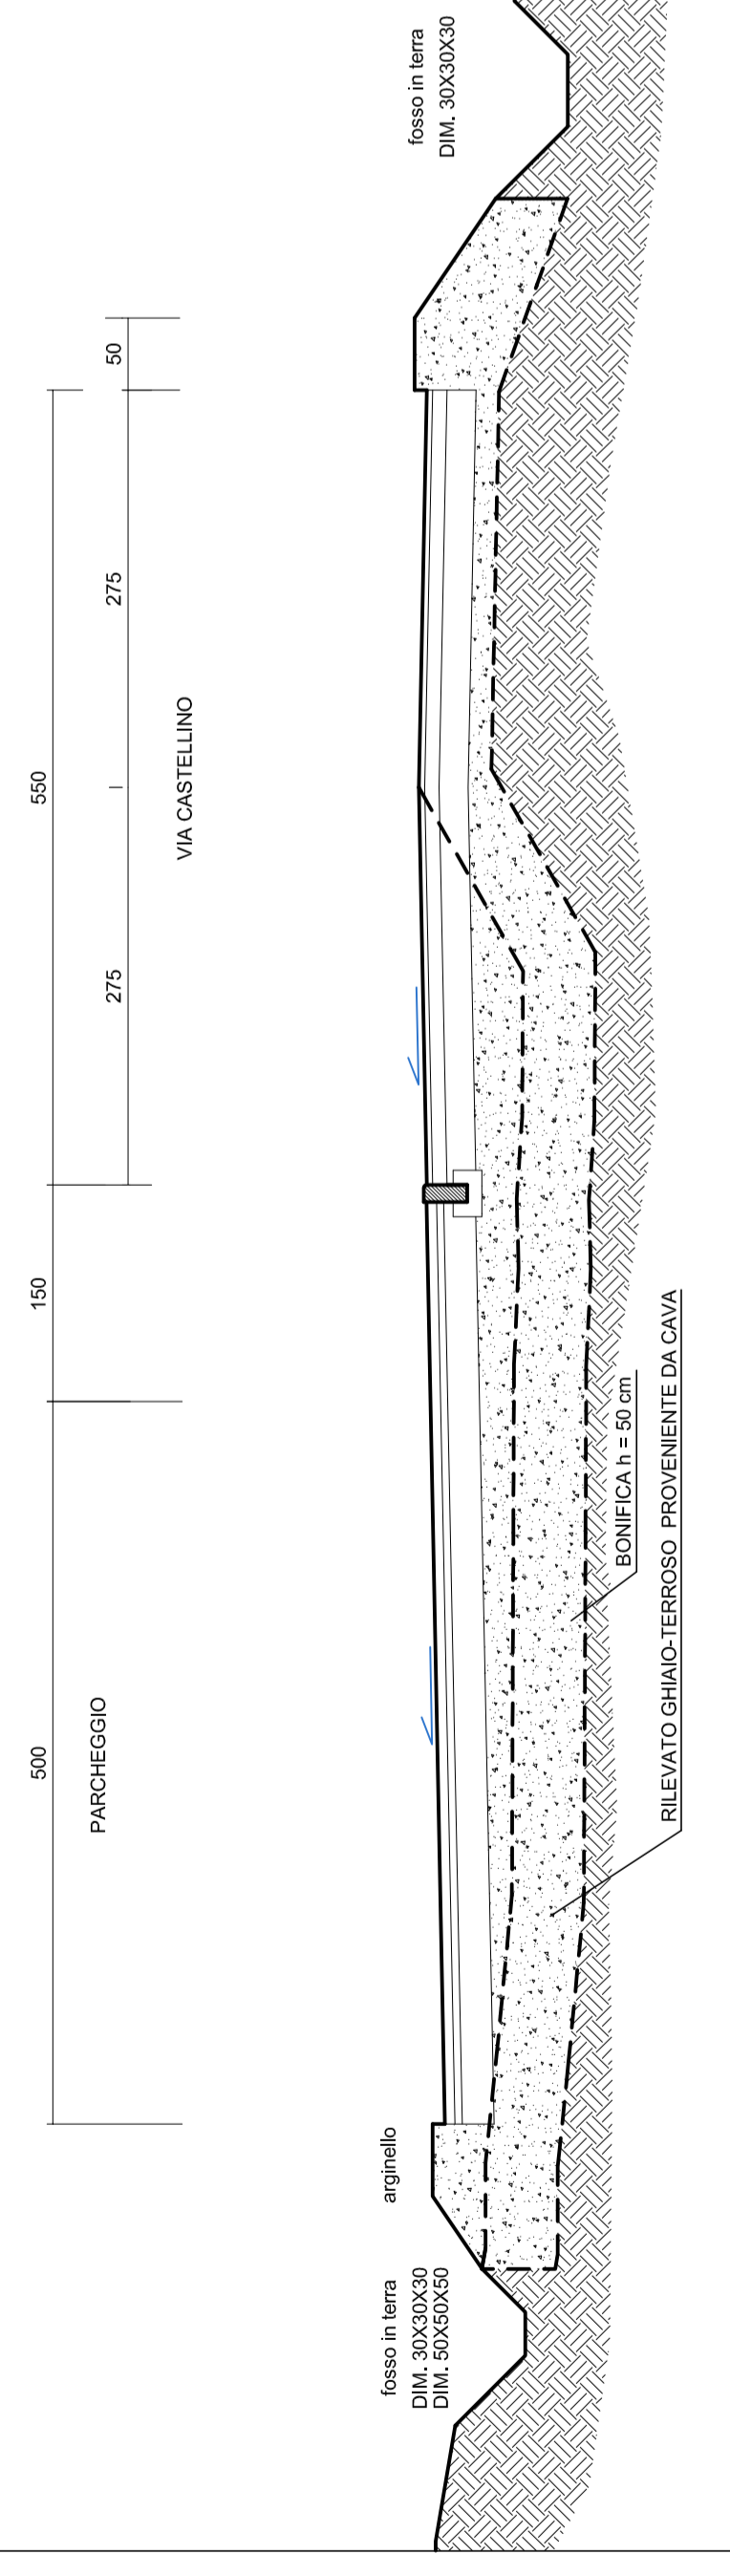 fosso in terra
DIM. 30X30X30
DIM. 50X50X50
arginello
500
150
550
PARCHEGGIO
275
275
50
VIA CASTELLINO
fosso in terra
DIM. 30X30X30
BONIFICA h = 50 cm
RILEVATO GHIAIO-TERROSO PROVENIENTE DA CAVA